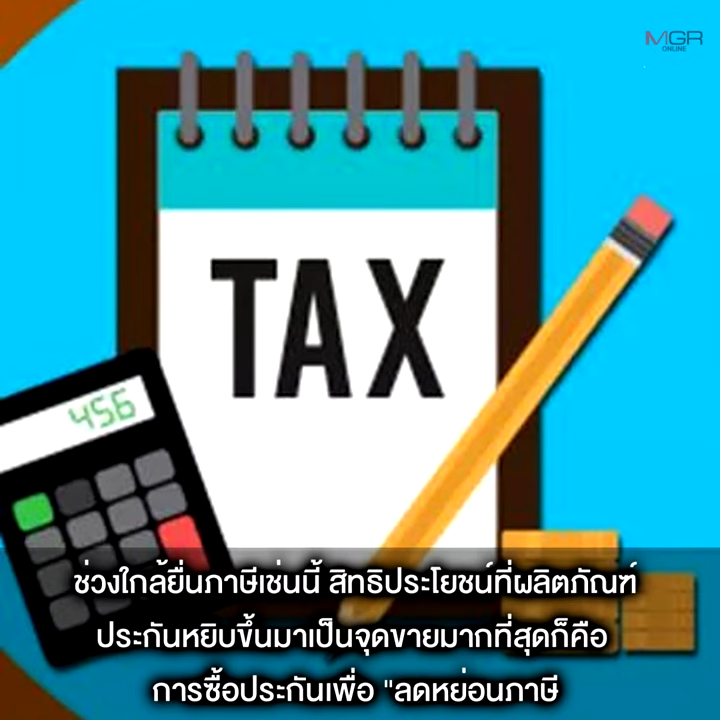 MGR
ONLINE
TAX
456
ช่วงใกล้ยื่นภาษีเช่นนี้ สิทธิประโยชน์ที่ผลิตภัณฑ์
ประกันหยิบขึ้นมาเป็นจุดขายมากที่สุดก็คือ
การซื้อประกันเพื่อ "ลดหย่อนภาษี